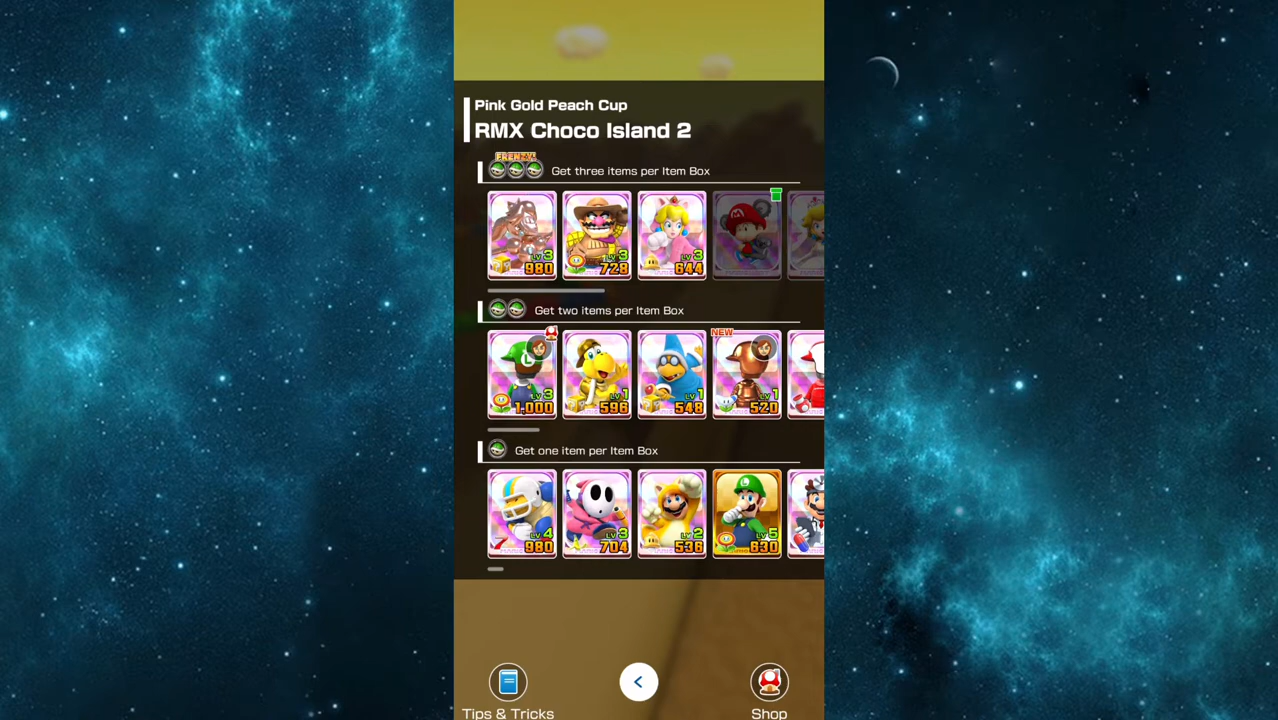 Pink Gold Peach Cup
RMX Choco Island 2
FRENZY
Get three items per Item Box
LV 3
980
LV 3
728
LV 3
644
Get two items per Item Box
NEW
LV 3
1,000
LV 1
596
LV 1
548
LV 1
520
Get one item per Item Box
LV 4
980
LV 3
704
LV 2
536
LV 5
630
Tips & Tricks
Shop